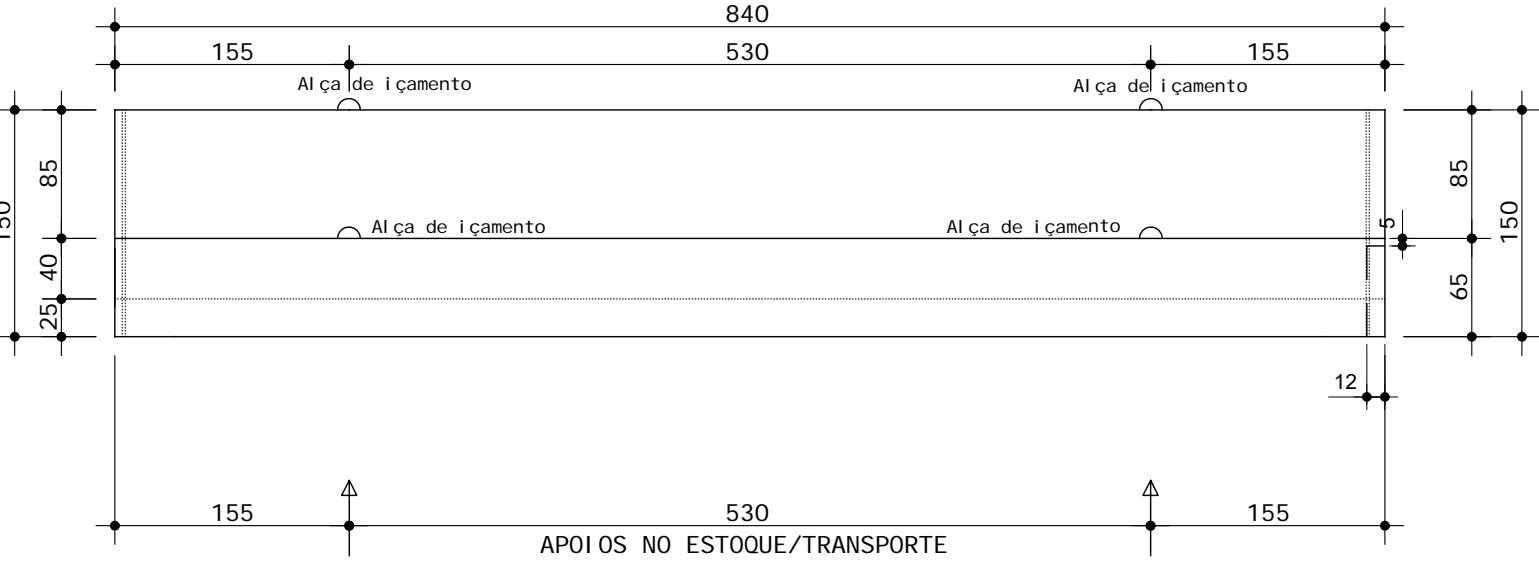 840
155 530 155
Alça de içamento Alça de içamento
85 85
150 150
Alça de içamento Alça de içamento
5
40 65
25
12
155 530 155
APOIOS NO ESTOQUE/TRANSPORTE